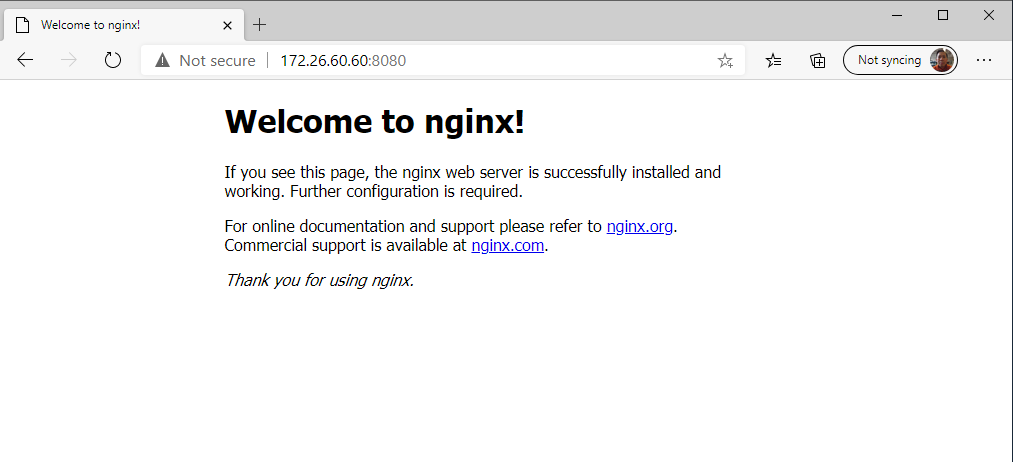 Welcome to nginx!
Not secure | 172.26.60.60:8080
Not syncing
Welcome to nginx!
If you see this page, the nginx web server is successfully installed and
working. Further configuration is required.
For online documentation and support please refer to nginx.org.
Commercial support is available at nginx.com.
Thank you for using nginx.